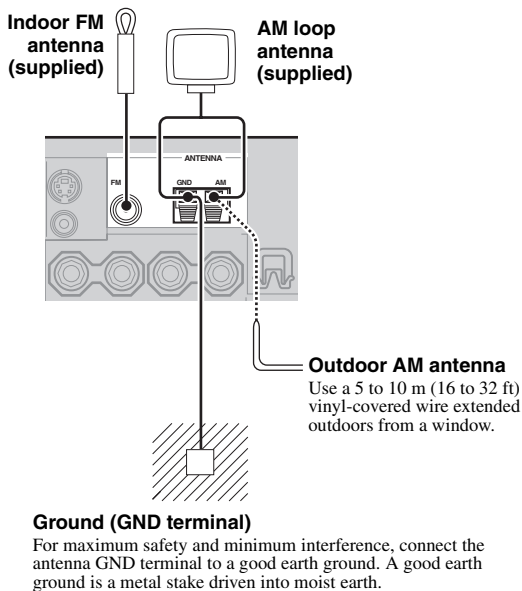 Indoor FM
antenna
(supplied)
AM loop
antenna
(supplied)
ANTENNA
FM
GND
AM
Outdoor AM antenna
Use a 5 to 10 m (16 to 32 ft)
vinyl-covered wire extended
outdoors from a window.
Ground (GND terminal)
For maximum safety and minimum interference, connect the
antenna GND terminal to a good earth ground. A good earth
ground is a metal stake driven into moist earth.